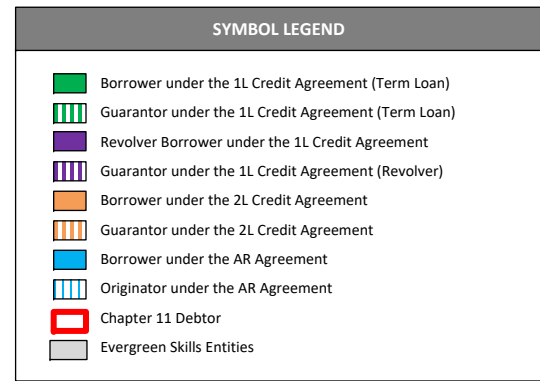 SYMBOL LEGEND
Borrower under the 1L Credit Agreement (Term Loan)
Guarantor under the 1L Credit Agreement (Term Loan)
Revolver Borrower under the 1L Credit Agreement
Guarantor under the 1L Credit Agreement (Revolver)
Borrower under the 2L Credit Agreement
Guarantor under the 2L Credit Agreement
Borrower under the AR Agreement
Originator under the AR Agreement
Chapter 11 Debtor
Evergreen Skills Entities